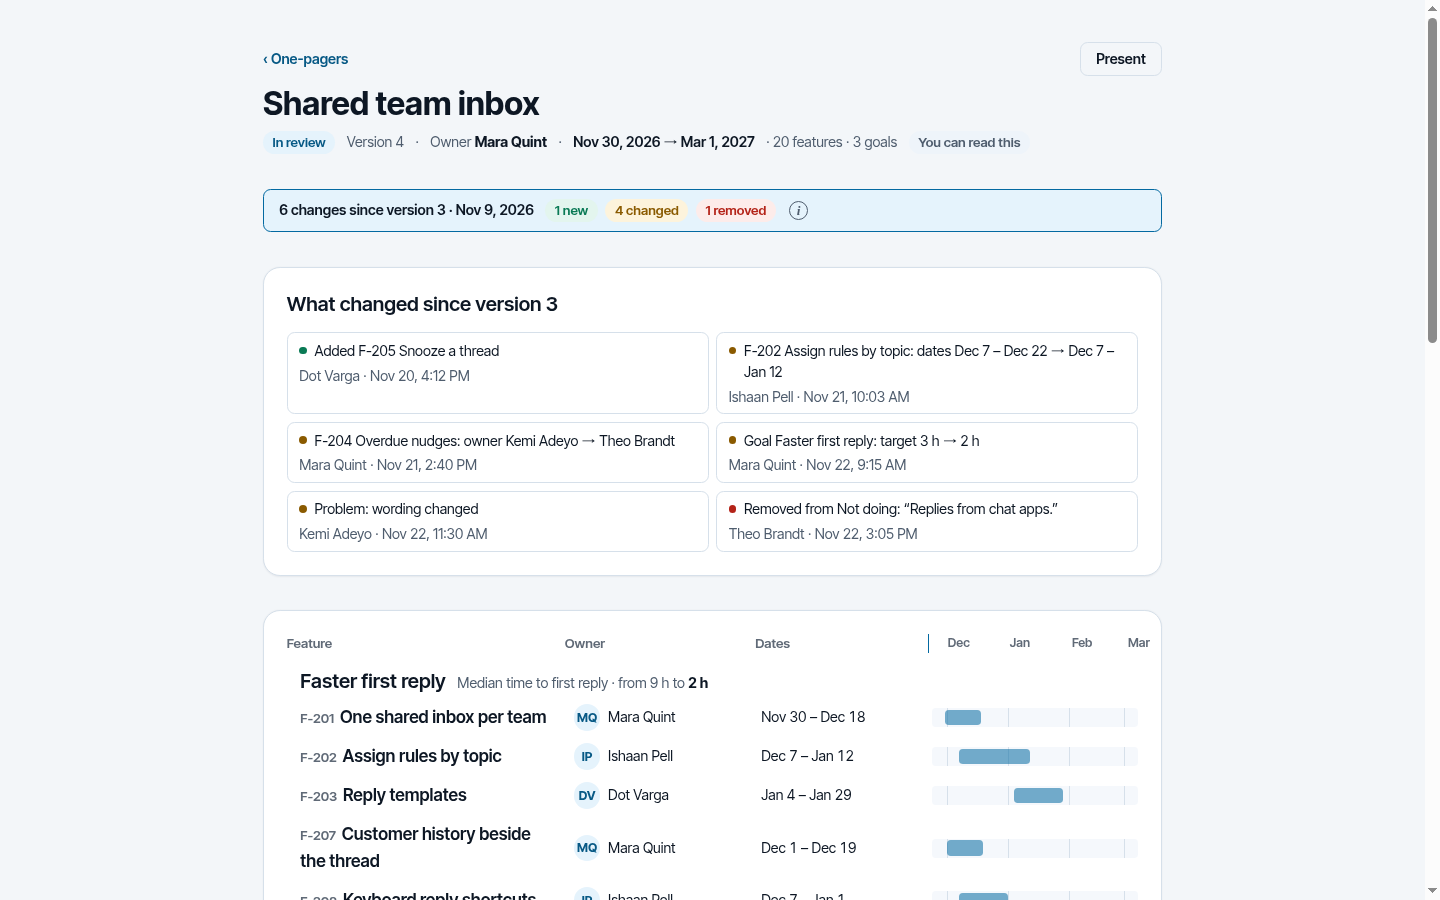 ‹ One-pagers
Present
Shared team inbox
In review Version 4 · Owner Mara Quint · Nov 30, 2026 → Mar 1, 2027 · 20 features · 3 goals You can read this
6 changes since version 3 · Nov 9, 2026 1 new 4 changed 1 removed i
What changed since version 3
Added F-205 Snooze a thread
Dot Varga · Nov 20, 4:12 PM
F-202 Assign rules by topic: dates Dec 7 – Dec 22 → Dec 7 –
Jan 12
Ishaan Pell · Nov 21, 10:03 AM
F-204 Overdue nudges: owner Kemi Adeyo → Theo Brandt
Mara Quint · Nov 21, 2:40 PM
Goal Faster first reply: target 3 h → 2 h
Mara Quint · Nov 22, 9:15 AM
Problem: wording changed
Kemi Adeyo · Nov 22, 11:30 AM
Removed from Not doing: “Replies from chat apps.”
Theo Brandt · Nov 22, 3:05 PM
Feature Owner Dates Dec Jan Feb Mar
Faster first reply Median time to first reply · from 9 h to 2 h
F-201 One shared inbox per team MQ Mara Quint Nov 30 – Dec 18
F-202 Assign rules by topic IP Ishaan Pell Dec 7 – Jan 12
F-203 Reply templates DV Dot Varga Jan 4 – Jan 29
F-207 Customer history beside
the thread MQ Mara Quint Dec 1 – Dec 19
Keyboard reply shortcuts IP Ishaan Pell Dec 7 – Jan 1